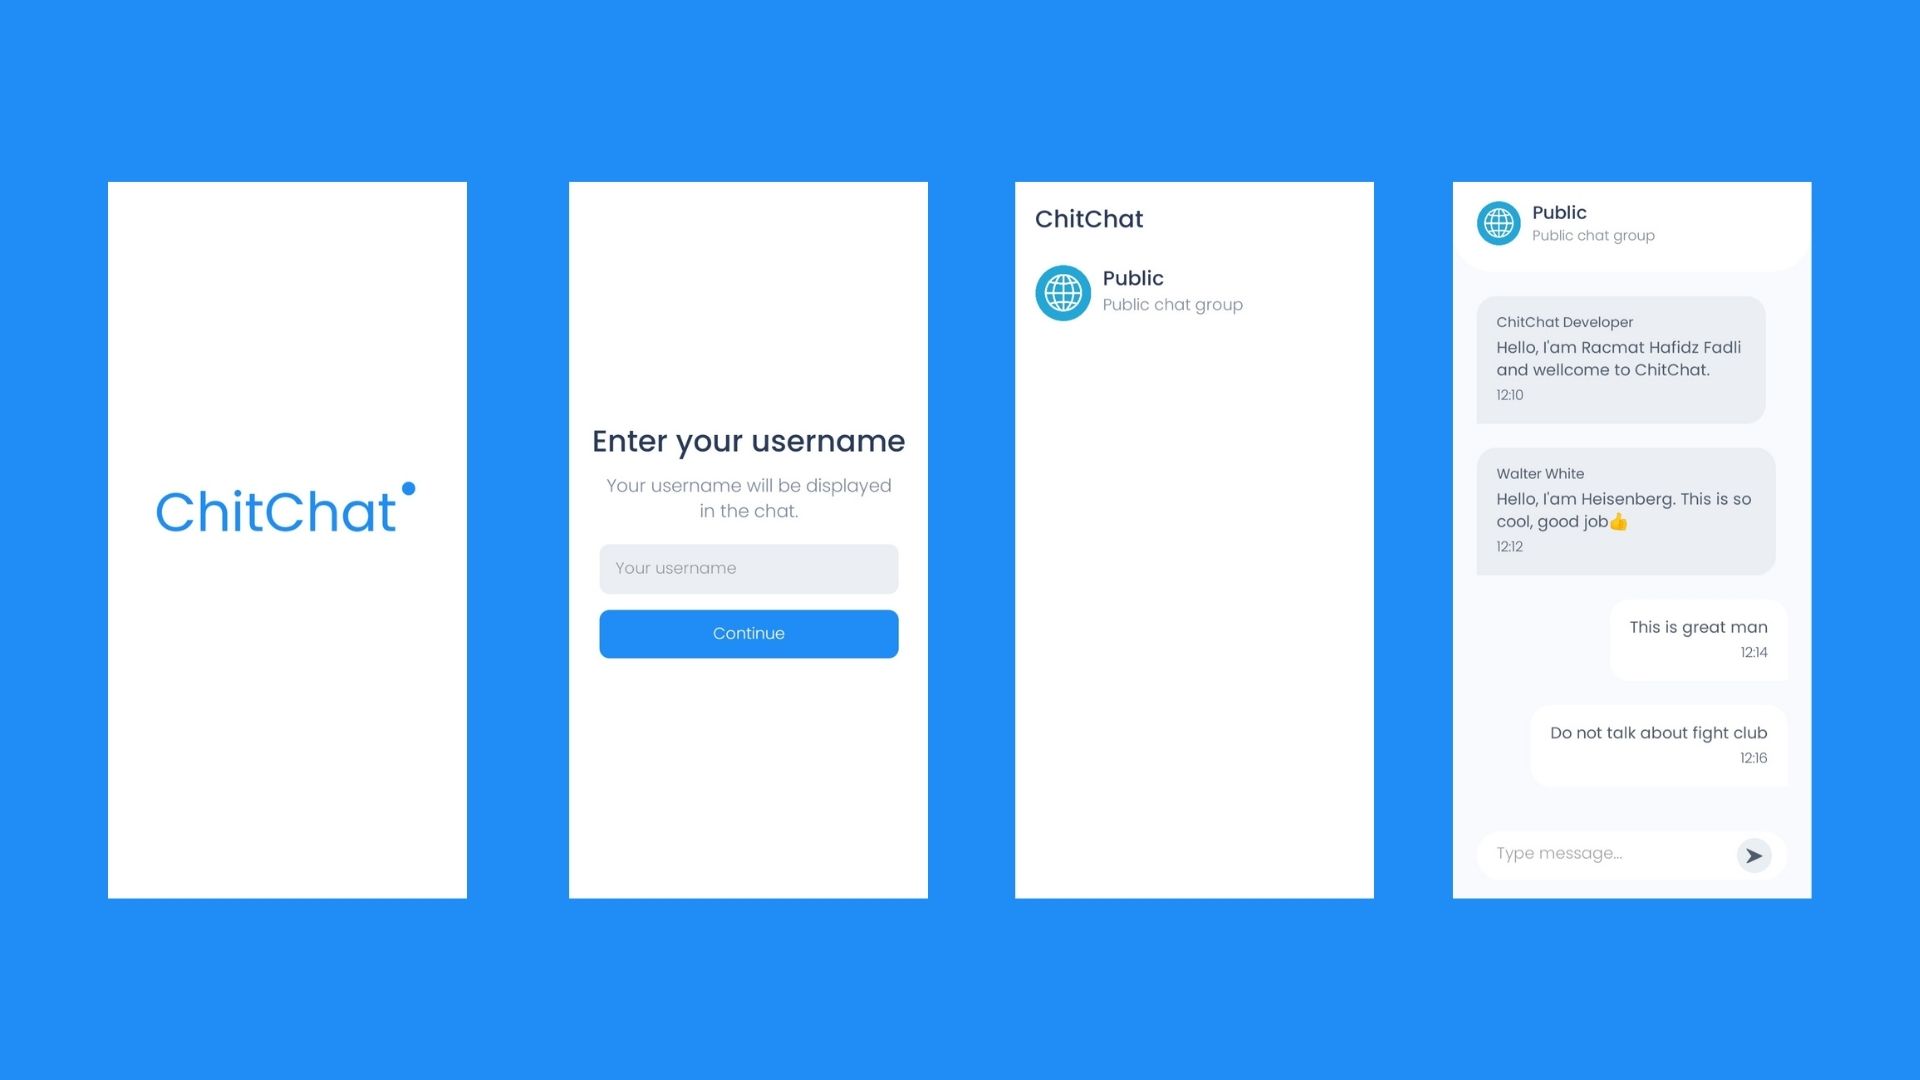 ChitChat
Enter your username
Your username will be displayed
in the chat.
Your username
Continue
ChitChat
Public
Public chat group
Public
Public chat group
ChitChat Developer
Hello, I'am Racmat Hafidz Fadli
and wellcome to ChitChat.
12:10
Walter White
Hello, I'am Heisenberg. This is so
cool, good job👍
12:12
This is great man
12:14
Do not talk about fight club
12:16
Type message...